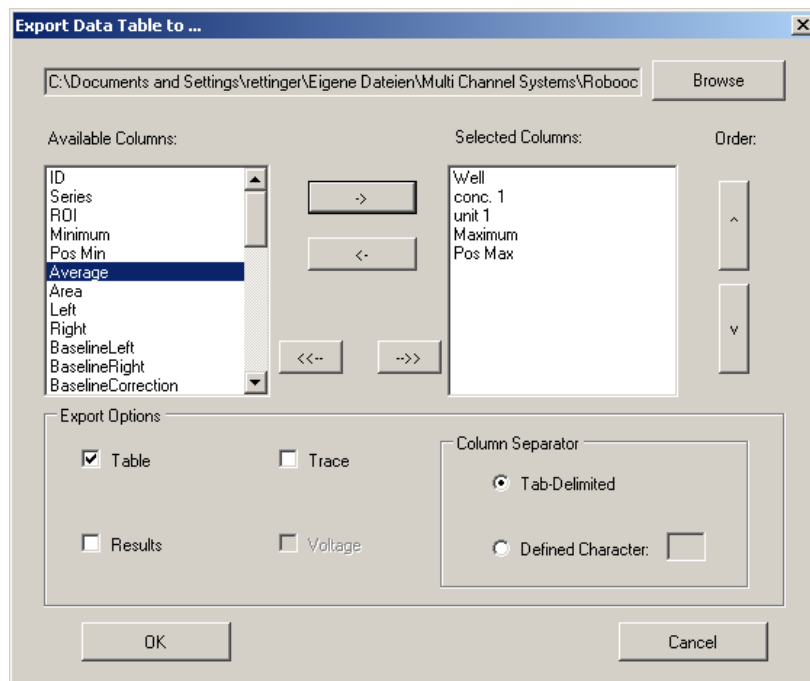 Export Data Table to ...
C:\Documents and Settings\rettinger\Eigene Dateien\Multi Channel Systems\Robooc
Browse
Available Columns:
Selected Columns:
Order:
ID
Series
ROI
Minimum
Pos Min
Average
Area
Left
Right
BaselineLeft
BaselineRight
BaselineCorrection
->
<-
<<--
-->>
Well
conc. 1
unit 1
Maximum
Pos Max
^
v
Export Options
Table
Trace
Results
Voltage
Column Separator
Tab-Delimited
Defined Character:
OK
Cancel